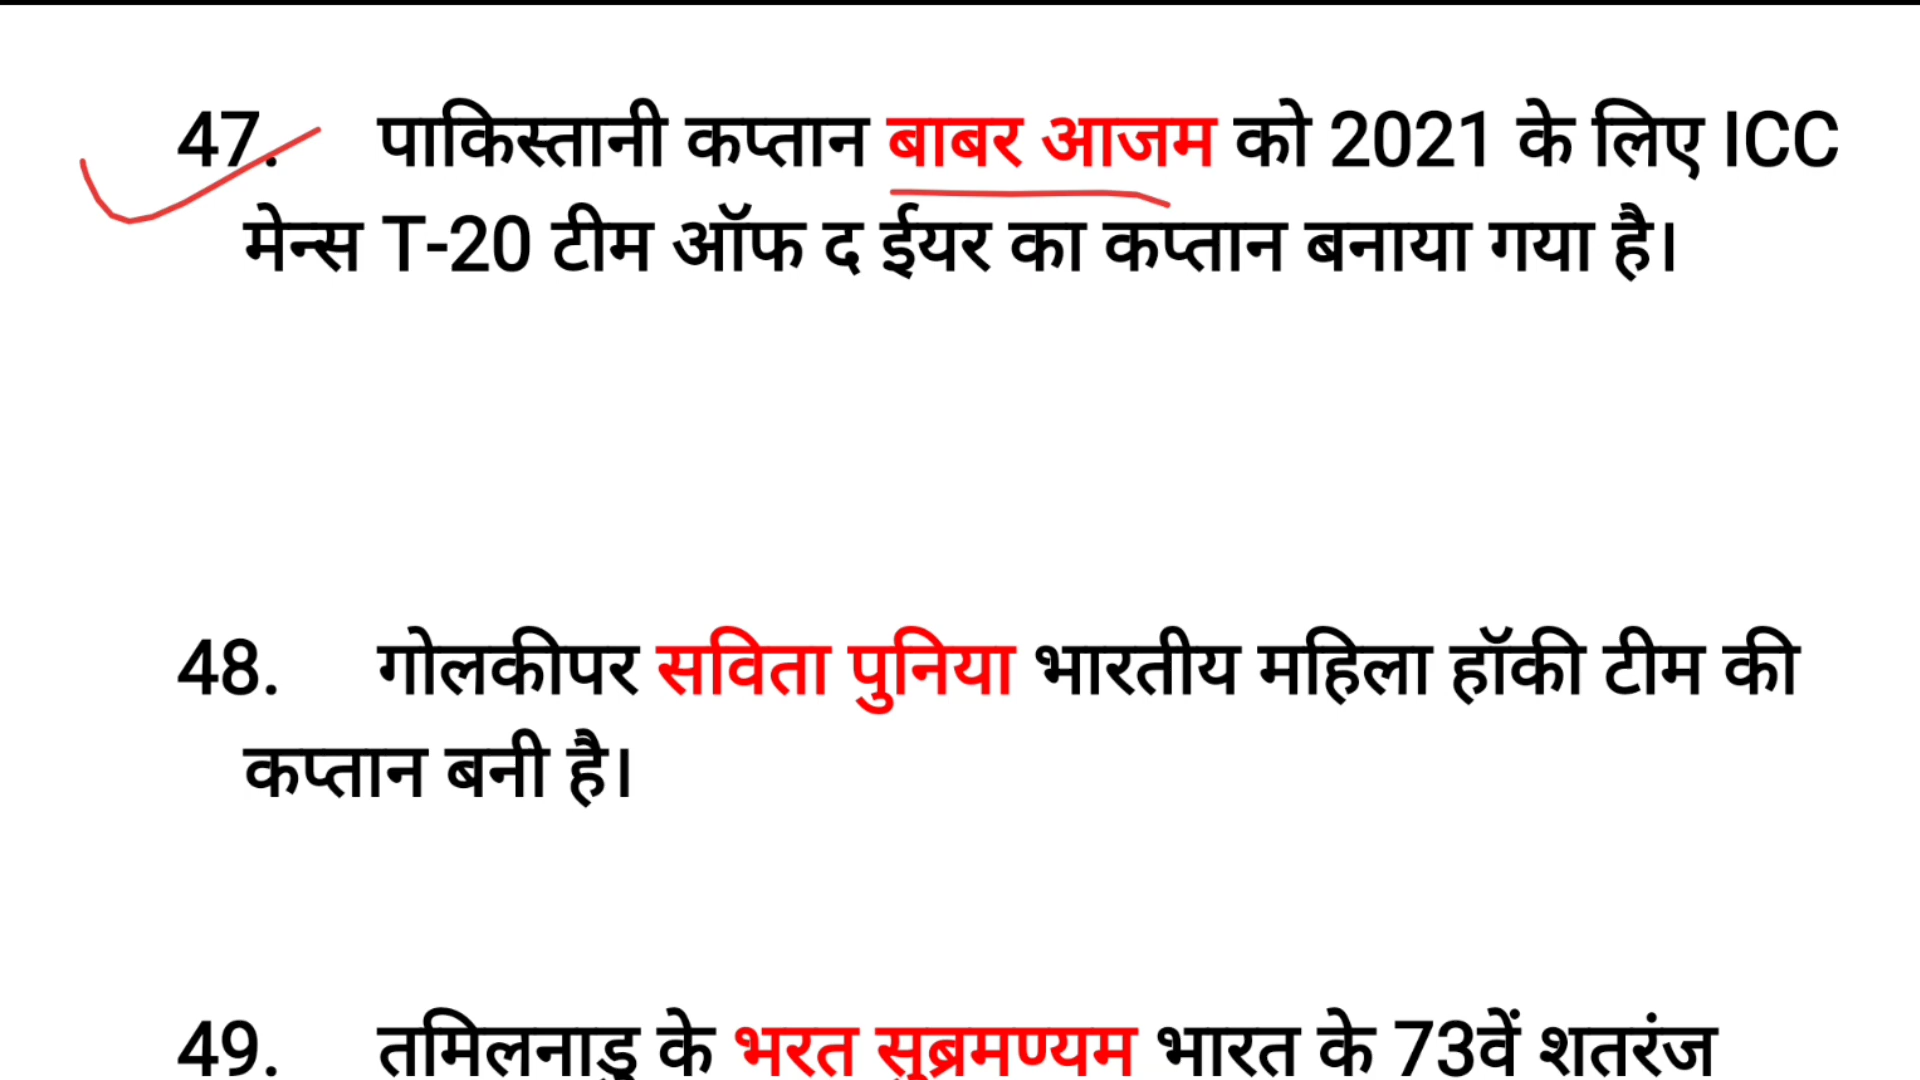 47. पाकिस्तानी कप्तान बाबर आजम को 2021 के लिए ICC
मेन्स T-20 टीम ऑफ द ईयर का कप्तान बनाया गया है।
48. गोलकीपर सविता पुनिया भारतीय महिला हॉकी टीम की
कप्तान बनी है।
49. तमिलनाडु के भरत सुब्रमण्यम भारत के 73वें शतरंज